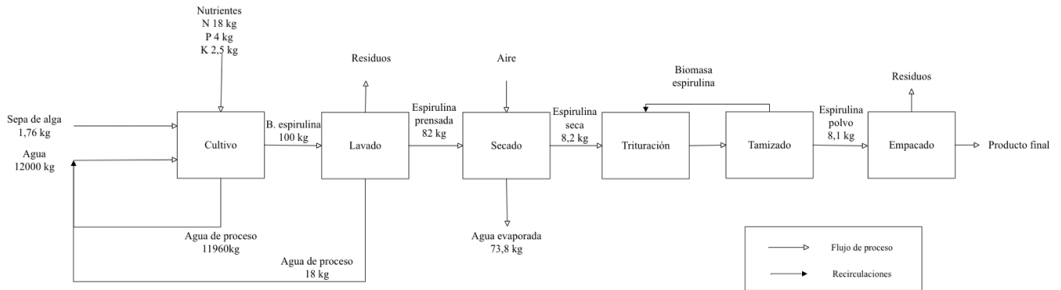 Nutrientes
N 18 kg
P 4 kg
K 2,5 kg
Residuos
Aire
Biomasa
espirulina
Residuos
Sepa de alga
1,76 kg
Agua
12000 kg
Cultivo
B. espirulina
100 kg
Lavado
Espirulina
prensada
82 kg
Secado
Espirulina
seca
8,2 kg
Trituración
Tamizado
Espirulina
polvo
8,1 kg
Empacado
Producto final
Agua de proceso
11960kg
Agua de proceso
18 kg
Agua evaporada
73,8 kg
Flujo de proceso
Recirculaciones